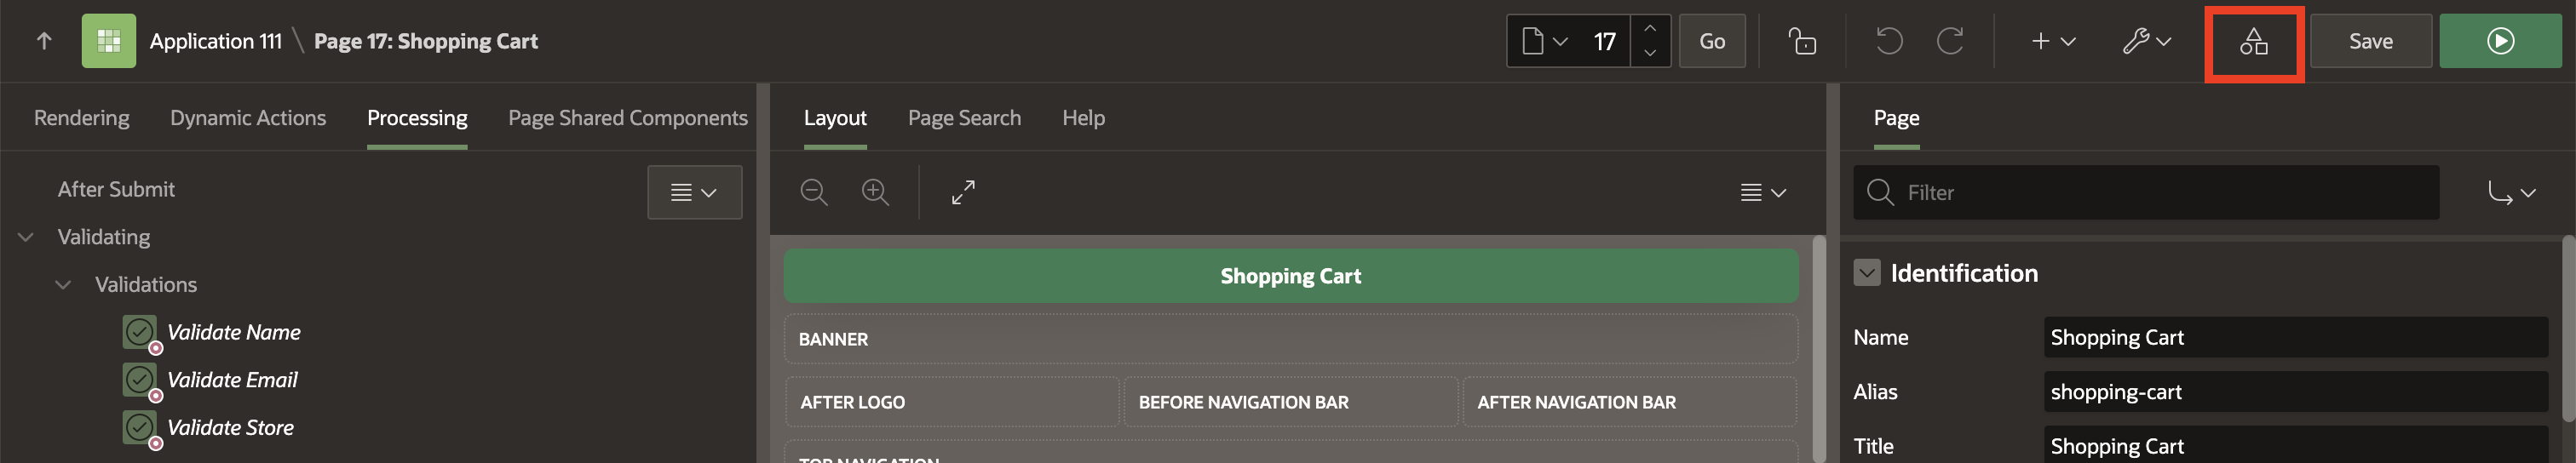 Application 111 \ Page 17: Shopping Cart
17
Go
Save
Rendering
Dynamic Actions
Processing
Page Shared Components
After Submit
Validating
Validations
Validate Name
Validate Email
Validate Store
Layout
Page Search
Help
Shopping Cart
BANNER
AFTER LOGO
BEFORE NAVIGATION BAR
AFTER NAVIGATION BAR
TOP NAVIGATION
Page
Filter
Identification
Name
Shopping Cart
Alias
shopping-cart
Title
Shopping Cart